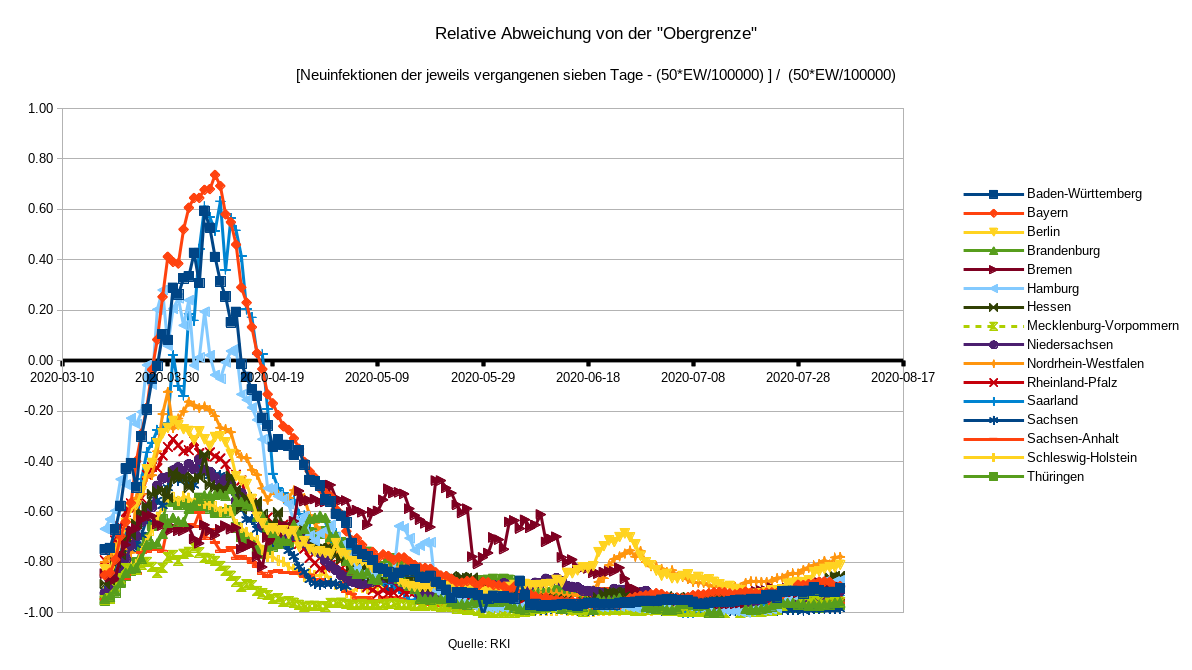 Relative Abweichung von der "Obergrenze"
[Neuinfektionen der jeweils vergangenen sieben Tage - (50*EW/100000) ] / (50*EW/100000)
1.00
0.80
0.60
0.40
0.20
0.00
-0.20
-0.40
-0.60
-0.80
-1.00
2020-03-10 2020-03-30 2020-04-19 2020-05-09 2020-05-29 2020-06-18 2020-07-08 2020-07-28 2020-08-17
Baden-Württemberg
Bayern
Berlin
Brandenburg
Bremen
Hamburg
Hessen
Mecklenburg-Vorpommern
Niedersachsen
Nordrhein-Westfalen
Rheinland-Pfalz
Saarland
Sachsen
Sachsen-Anhalt
Schleswig-Holstein
Thüringen
Quelle: RKI